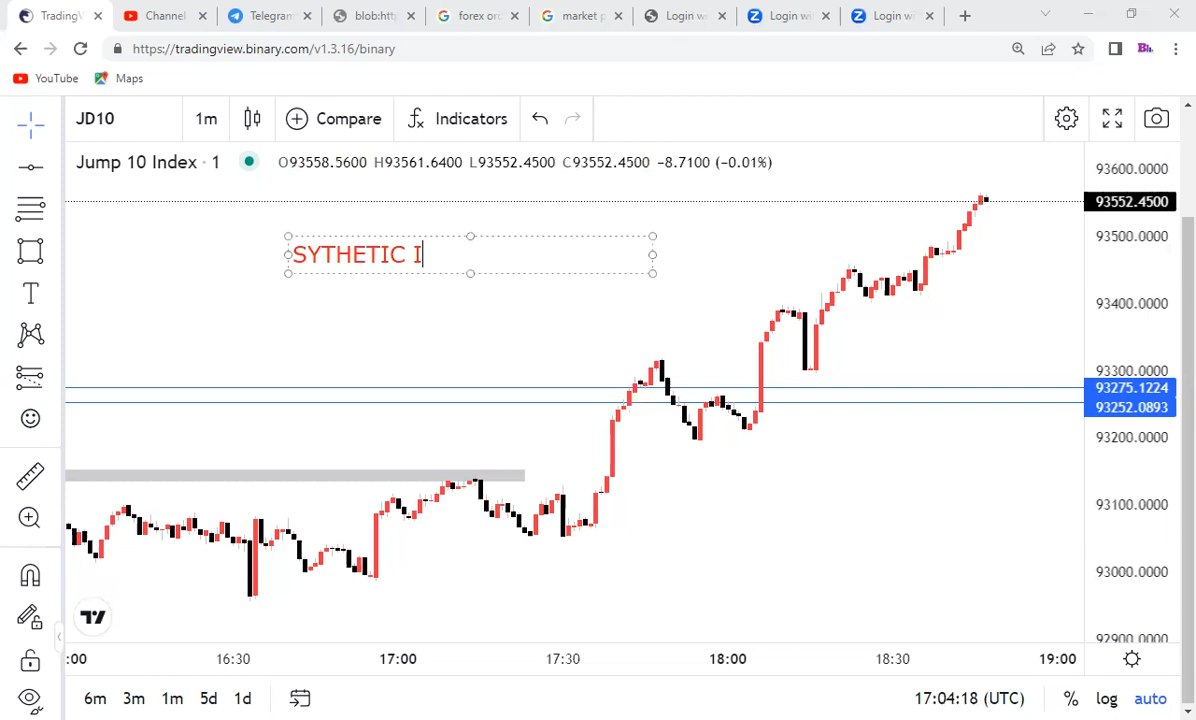 TradingV
Channel
Telegram
blob:http
forex orc
market p
Login w
Login w
Login w
https://tradingview.binary.com/v1.3.16/binary
YouTube
Maps
JD10
1m
Compare
Indicators
Jump 10 Index · 1
O93558.5600 H93561.6400 L93552.4500 C93552.4500 -8.7100 (-0.01%)
93600.0000
93552.4500
93500.0000
SYTHETIC I
93400.0000
93300.0000
93275.1224
93252.0893
93200.0000
93100.0000
93000.0000
92900.0000
:00
16:30
17:00
17:30
18:00
18:30
19:00
6m
3m
1m
5d
1d
17:04:18 (UTC)
%
log
auto